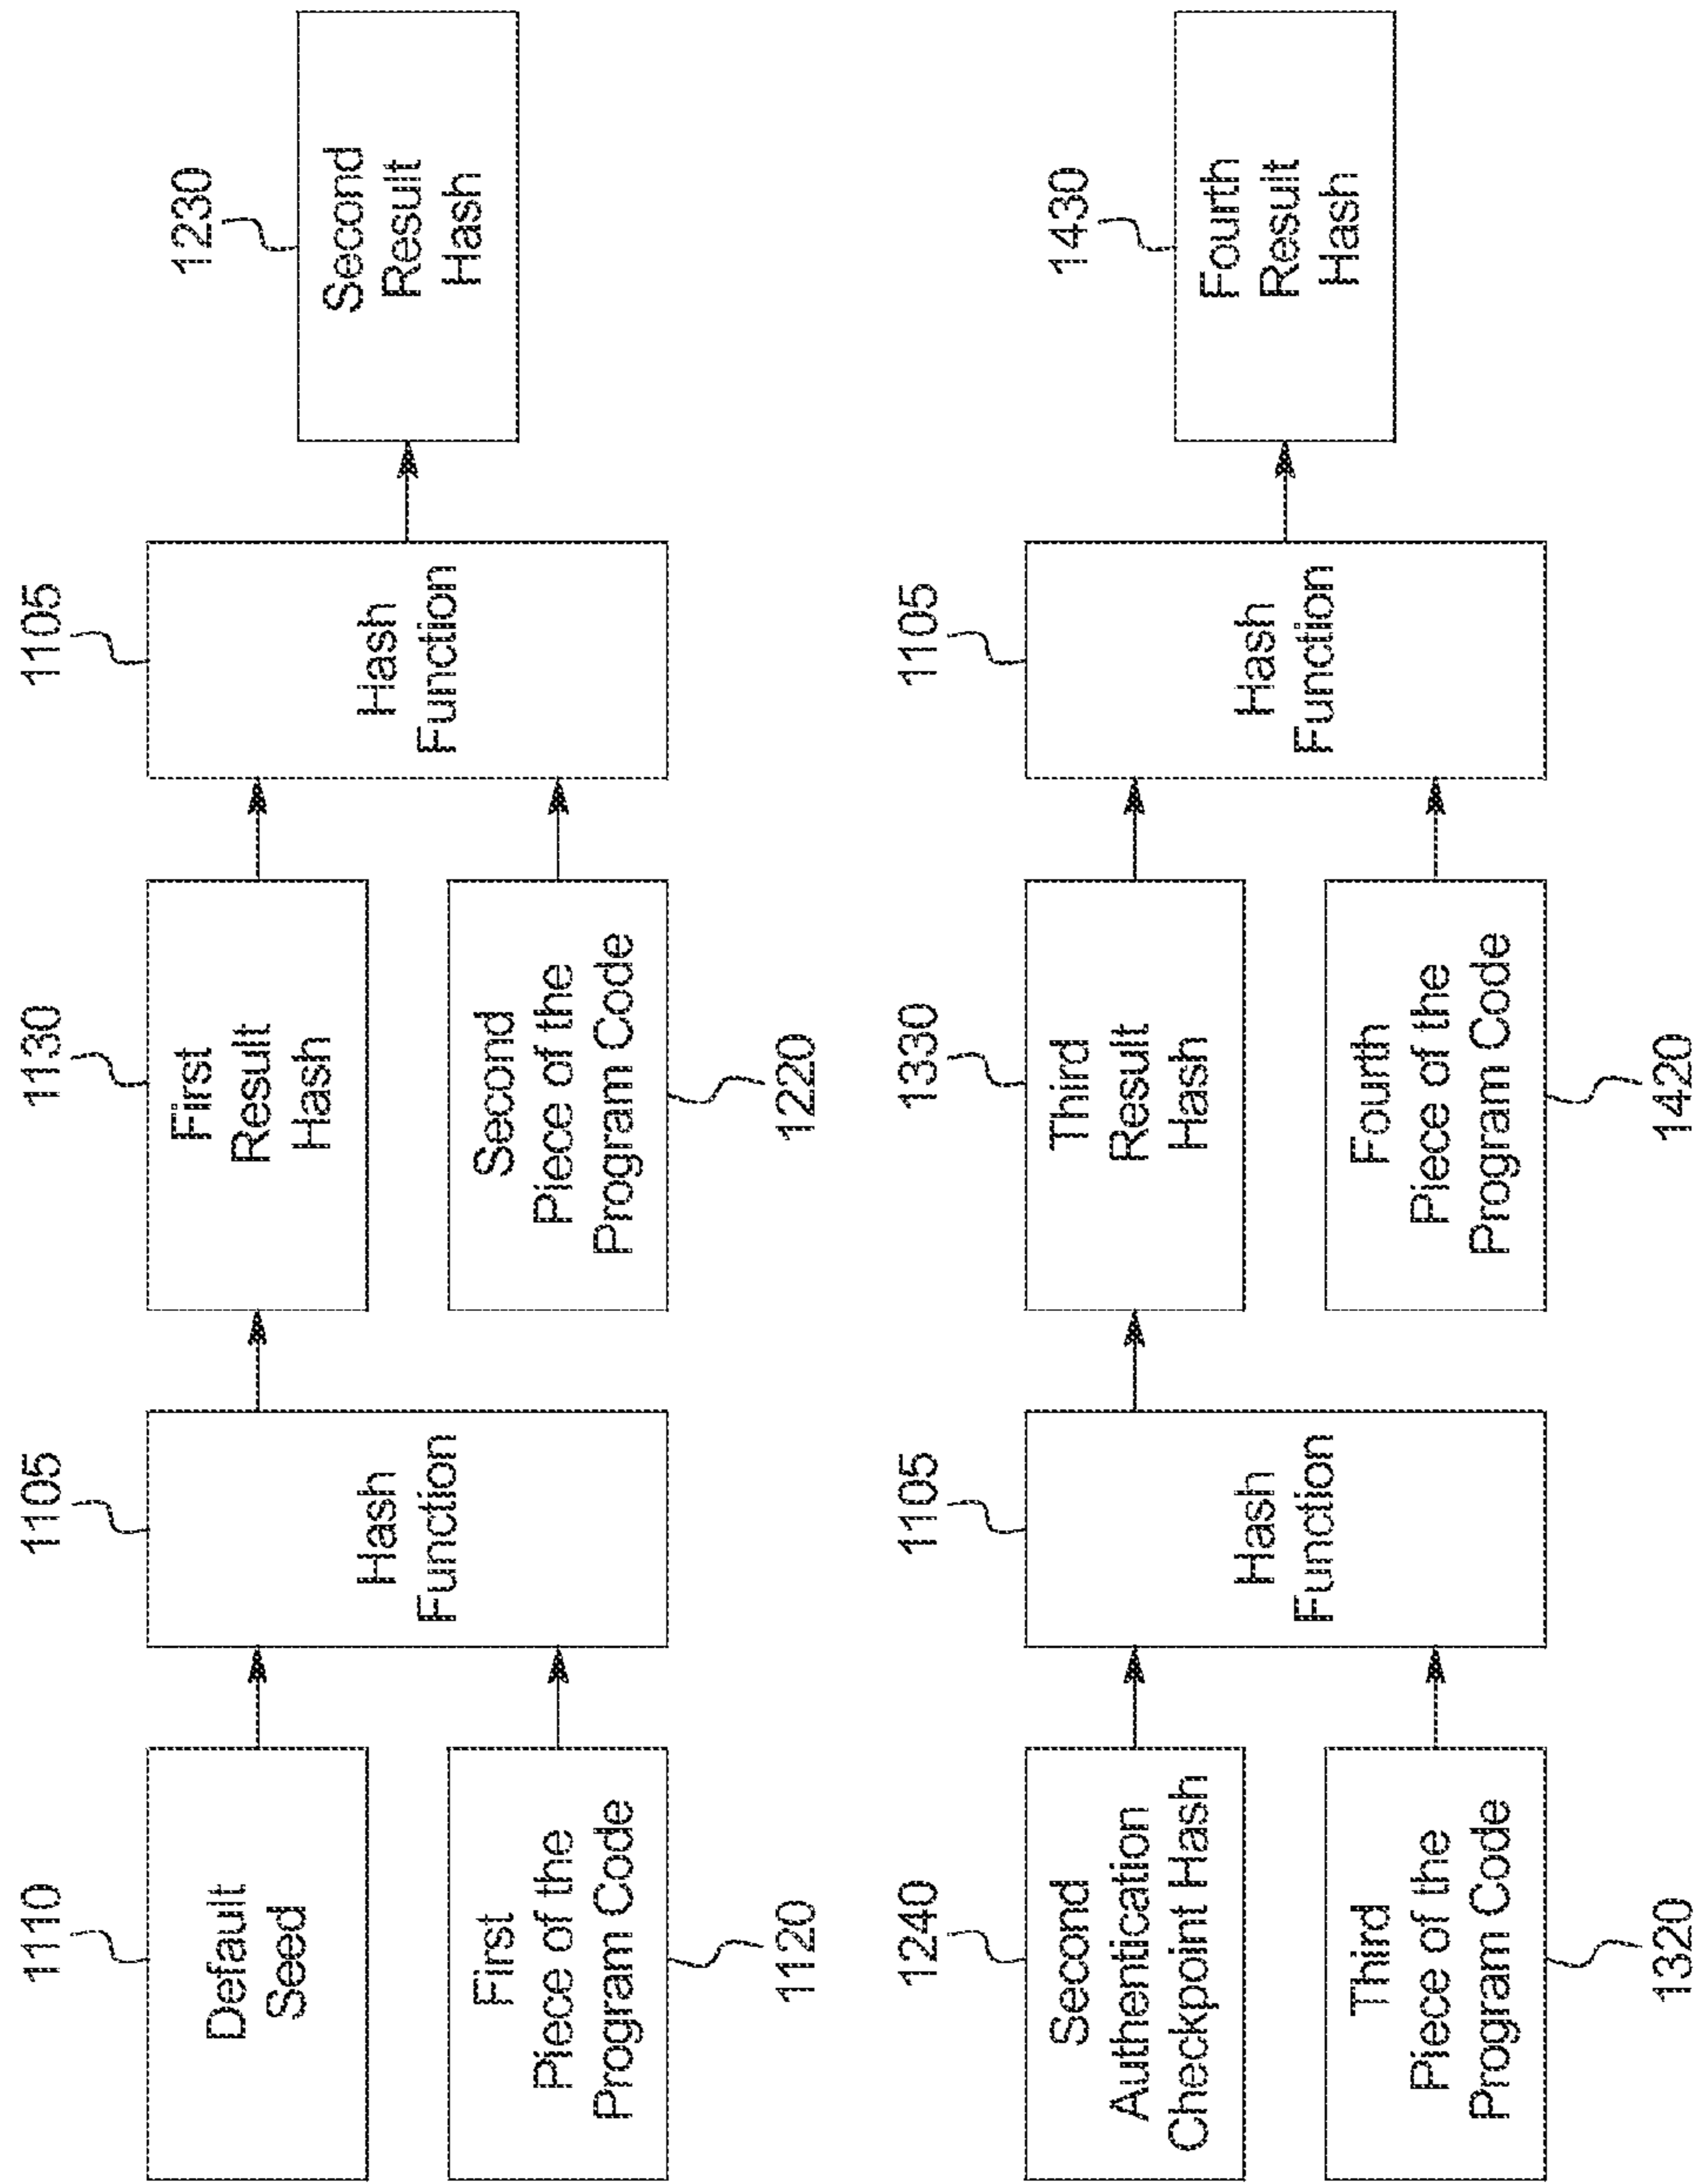 1110
Default
Seed
First
Piece of the
Program Code
1120
1105
Hash
Function
1130
First
Result
Hash
Second
Piece of the
Program Code
1220
1105
Hash
Function
1230
Second
Result
Hash
1240
Second
Authentication
Checkpoint Hash
Third
Piece of the
Program Code
1320
1105
Hash
Function
1330
Third
Result
Hash
Fourth
Piece of the
Program Code
1420
1105
Hash
Function
1430
Fourth
Result
Hash